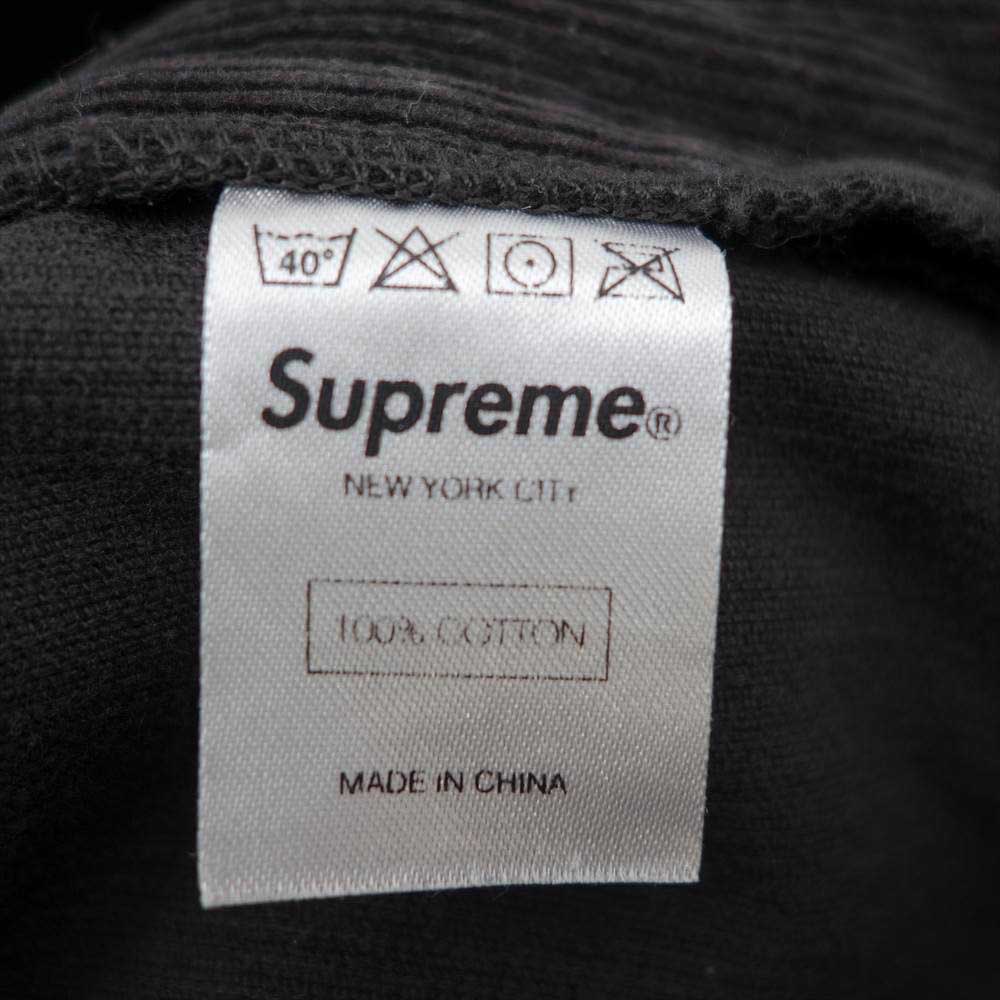 40°
Supreme®
NEW YORK CITY
100% COTTON
MADE IN CHINA